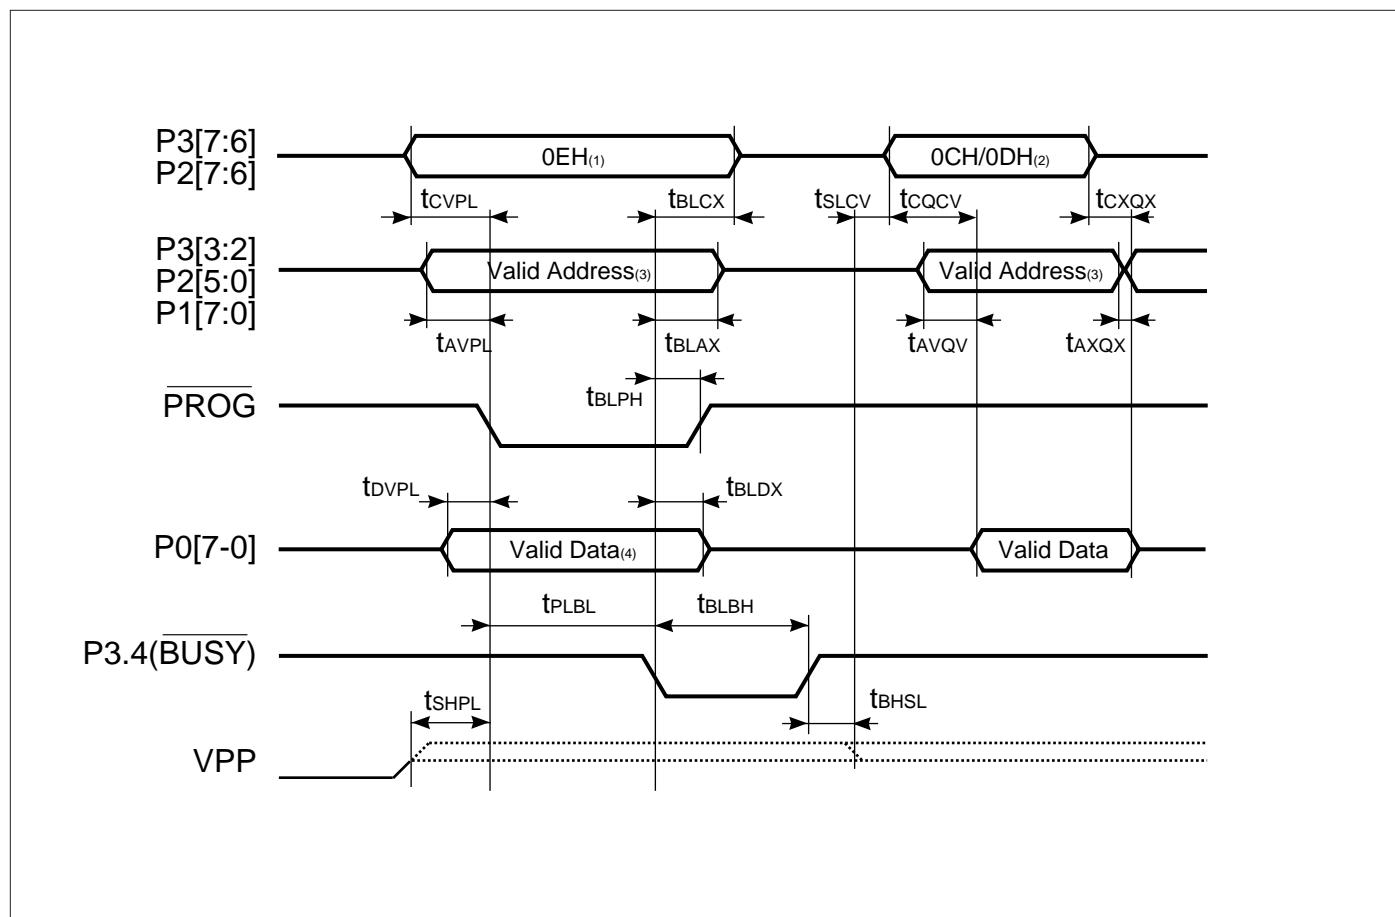 P3[7:6]
P2[7:6]
0EH(1)
0CH/0DH(2)
tCVPL
tBLCX
tSLCV
tCQCV
tCXQX
P3[3:2]
P2[5:0]
P1[7:0]
Valid Address(3)
Valid Address(3)
tAVPL
tBLAX
tAVQV
tAXQX
PROG
tBLPH
tDVPL
tBLDX
P0[7-0]
Valid Data(4)
Valid Data
tPLBL
tBLBH
P3.4(BUSY)
tSHPL
tBHSL
VPP